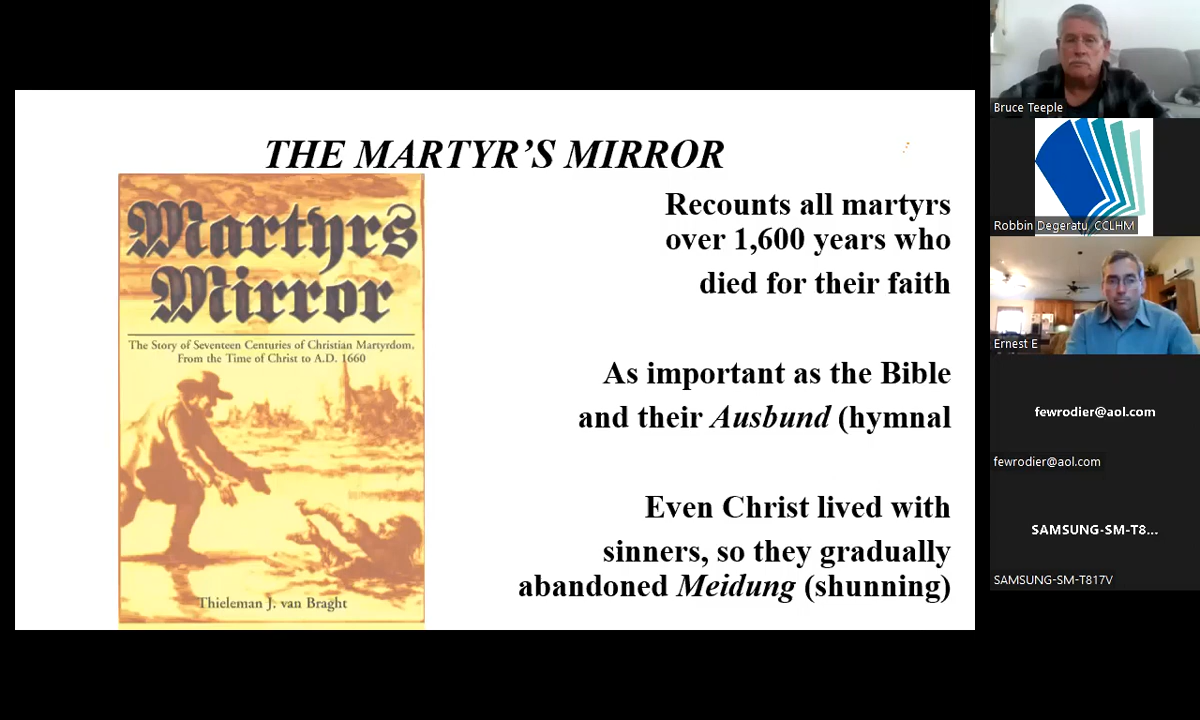 THE MARTYR’S MIRROR
Martyrs
Mirror
The Story of Seventeen Centuries of Christian Martyrdom,
From the Time of Christ to A.D. 1660
Thieleman J. van Braght
Recounts all martyrs
over 1,600 years who
died for their faith
As important as the Bible
and their Ausbund (hymnal
Even Christ lived with
sinners, so they gradually
abandoned Meidung (shunning)
Bruce Teeple
Robbin Degeratu, CCLHM
Ernest E
fewrodier@aol.com
fewrodier@aol.com
SAMSUNG-SM-T8...
SAMSUNG-SM-T817V